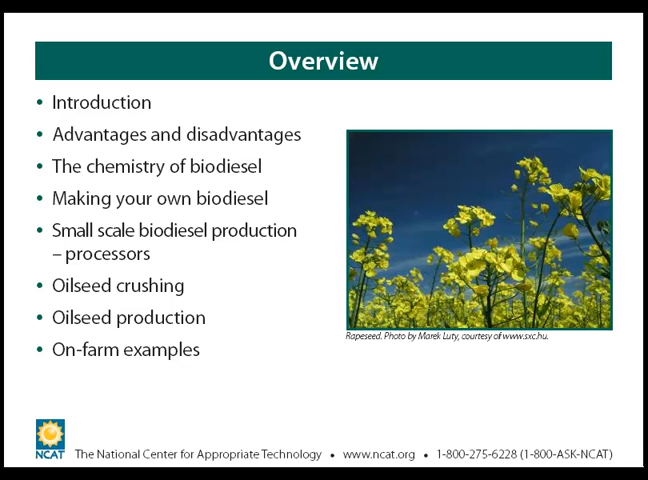 Overview
• Introduction
• Advantages and disadvantages
• The chemistry of biodiesel
• Making your own biodiesel
• Small scale biodiesel production
– processors
• Oilseed crushing
• Oilseed production
• On-farm examples
Rapeseed. Photo by Marek Luty, courtesy of www.sxc.hu.
NCAT
The National Center for Appropriate Technology • www.ncat.org • 1-800-275-6228 (1-800-ASK-NCAT)